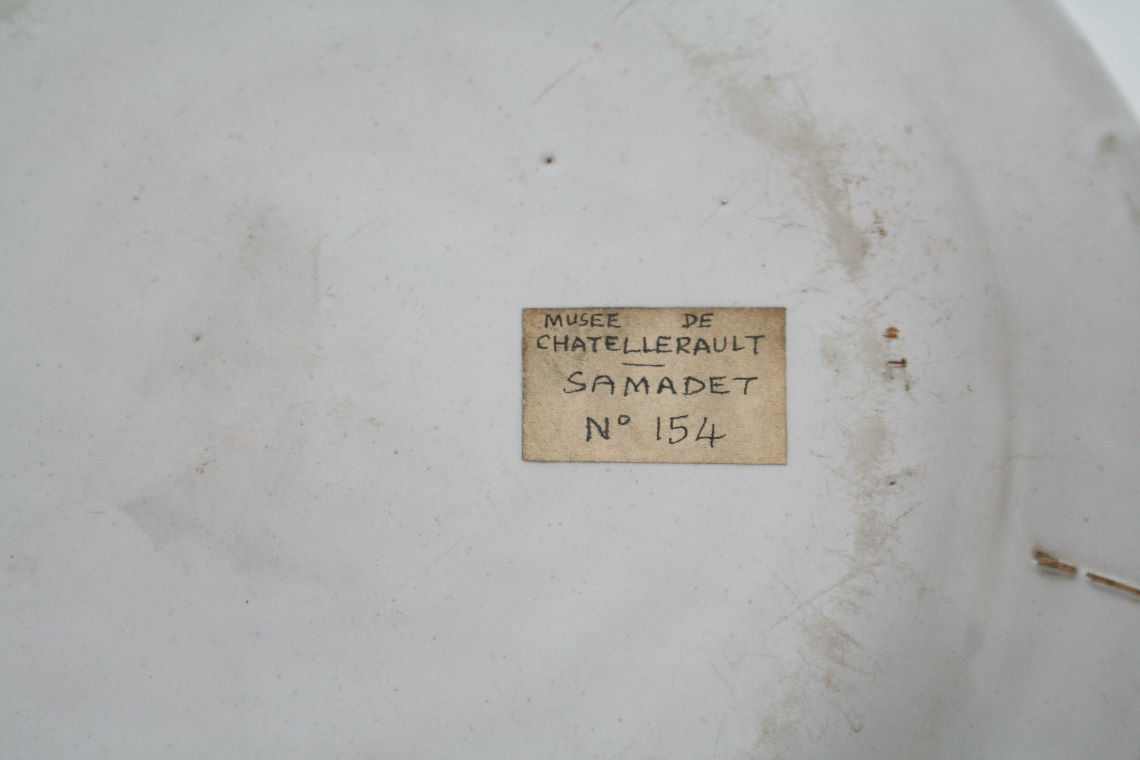 MUSEE DE
CHATELLERAULT
SAMADET
N° 154